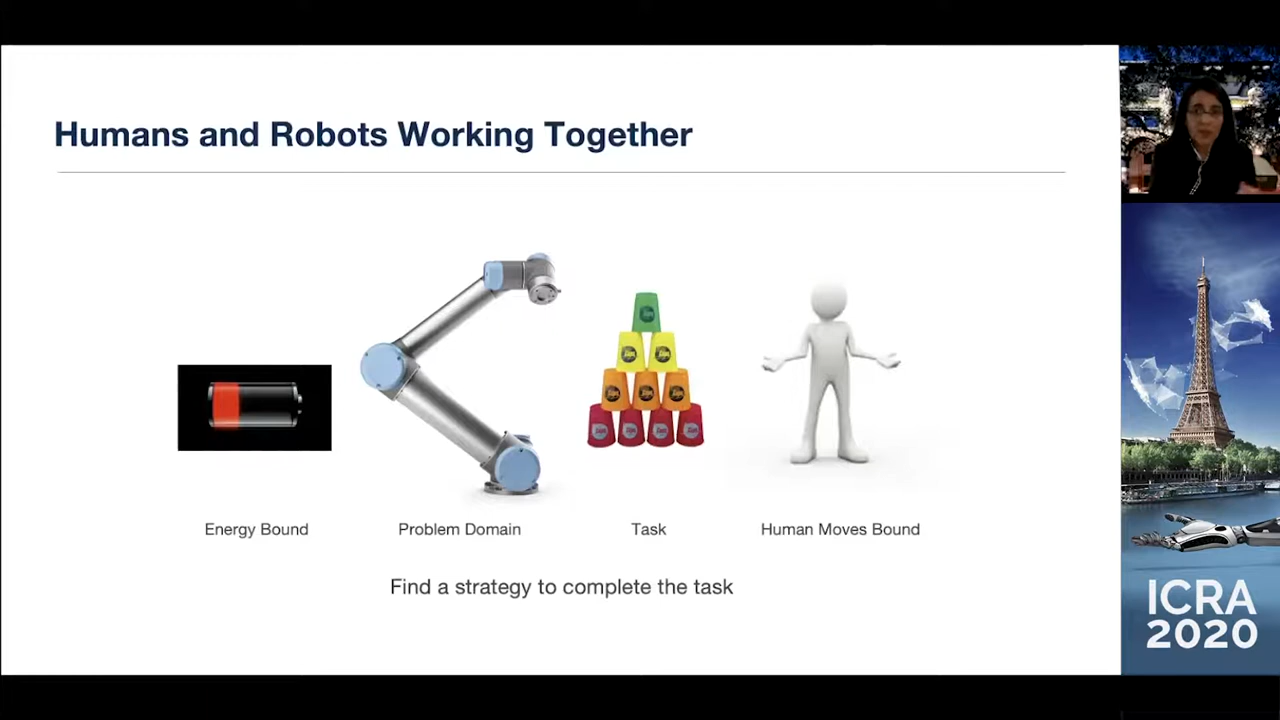 Humans and Robots Working Together
Energy Bound
Problem Domain
Task
Human Moves Bound
Find a strategy to complete the task
ICRA
2020